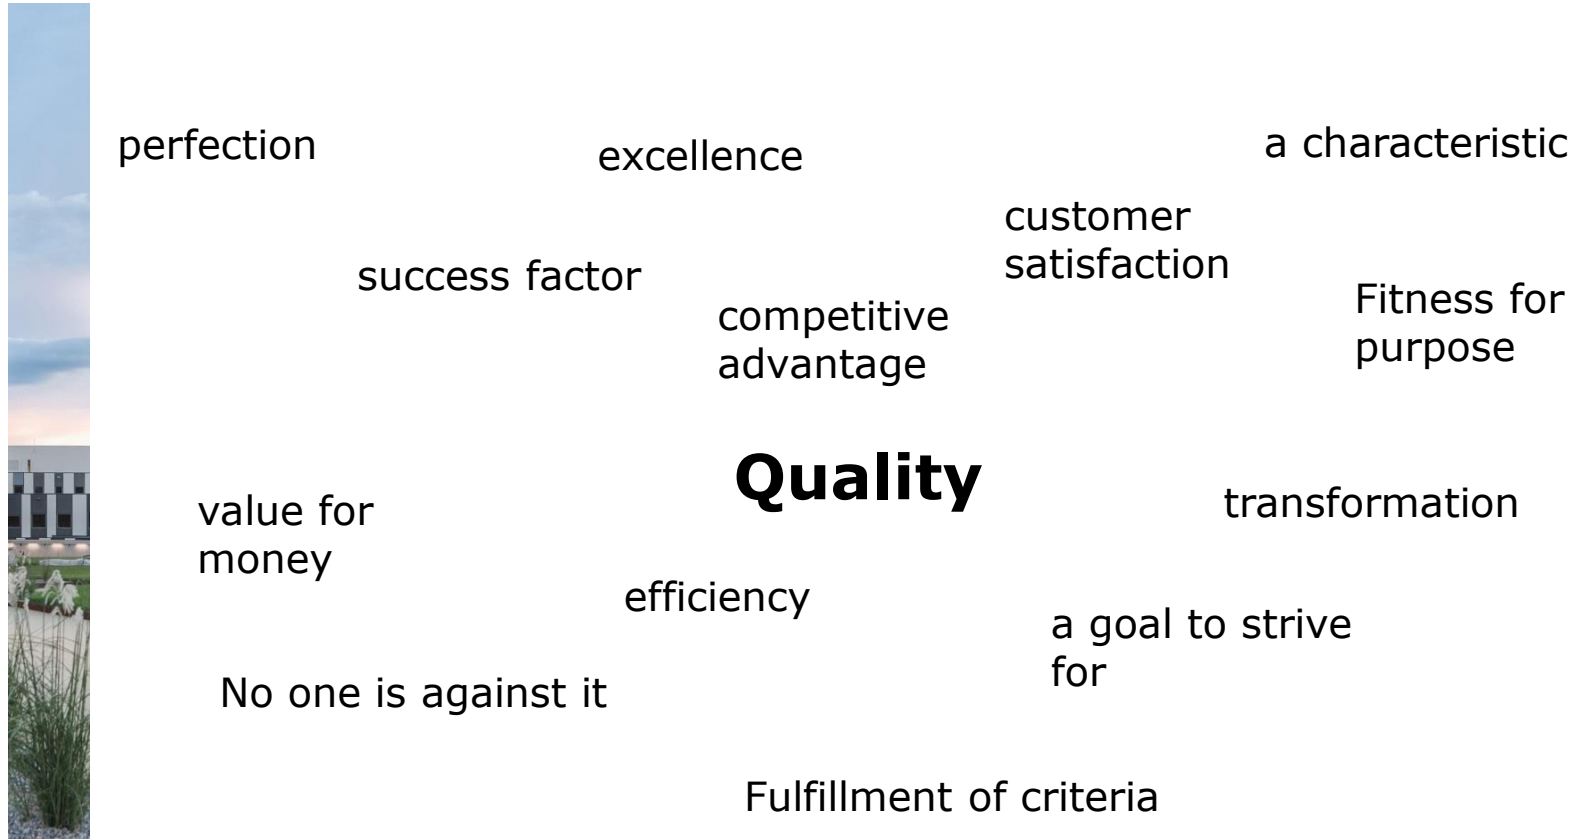 perfection
excellence
a characteristic
customer
satisfaction
success factor
competitive
advantage
Fitness for
purpose
Quality
value for
money
transformation
efficiency
a goal to strive
for
No one is against it
Fulfillment of criteria